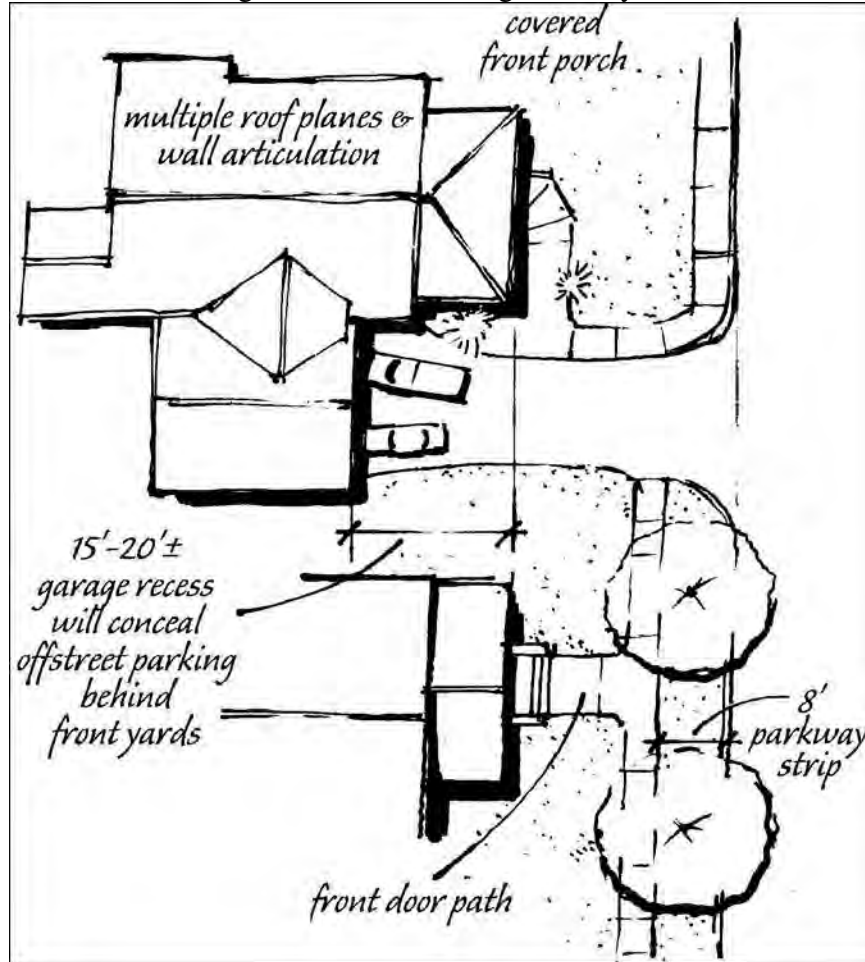 covered
front porch
multiple roof planes &
wall articulation
15'-20'±
garage recess
will conceal
offstreet parking
behind
front yards
8'
parkway
strip
front door path